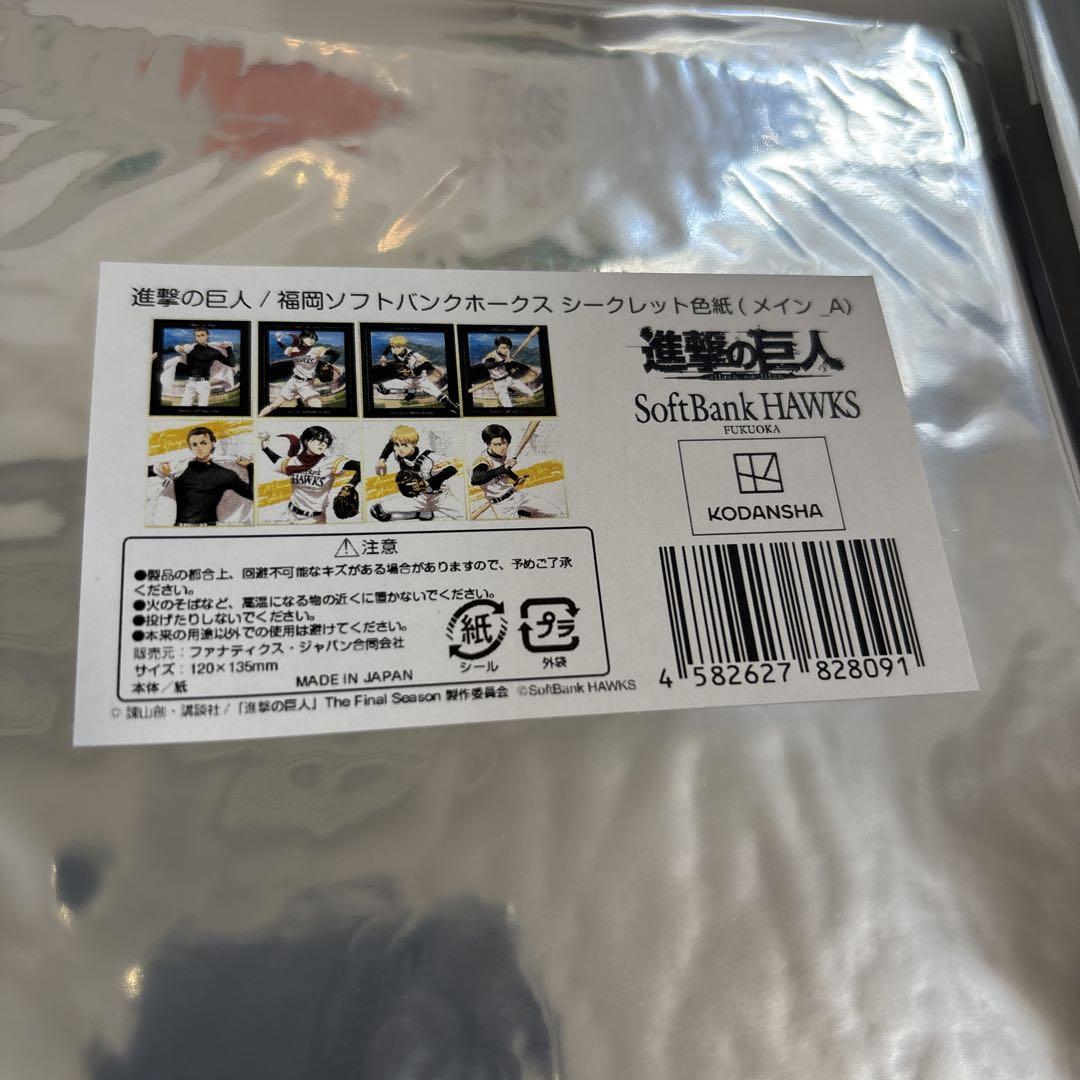 進撃の巨人 / 福岡ソフトバンクホークス シークレット色紙 ( メイン _A)
進撃の巨人
attack on titan
SoftBank HAWKS
FUKUOKA
KODANSHA
HAWKS
⚠注意
●製品の都合上、回避不可能なキズがある場合がありますので、予めご了承
ください。
●火のそばなど、高温になる物の近くに置かないでください。
●投げたりしないでください。
●本来の用途以外での使用は避けてください。
販売元：ファナティクス・ジャパン合同会社
サイズ：120×135mm
本体／紙
MADE IN JAPAN
紙
シール
プラ
外袋
© 諫山創・講談社 /「進撃の巨人」The Final Season 製作委員会 ©SoftBank HAWKS
4 582627 828091